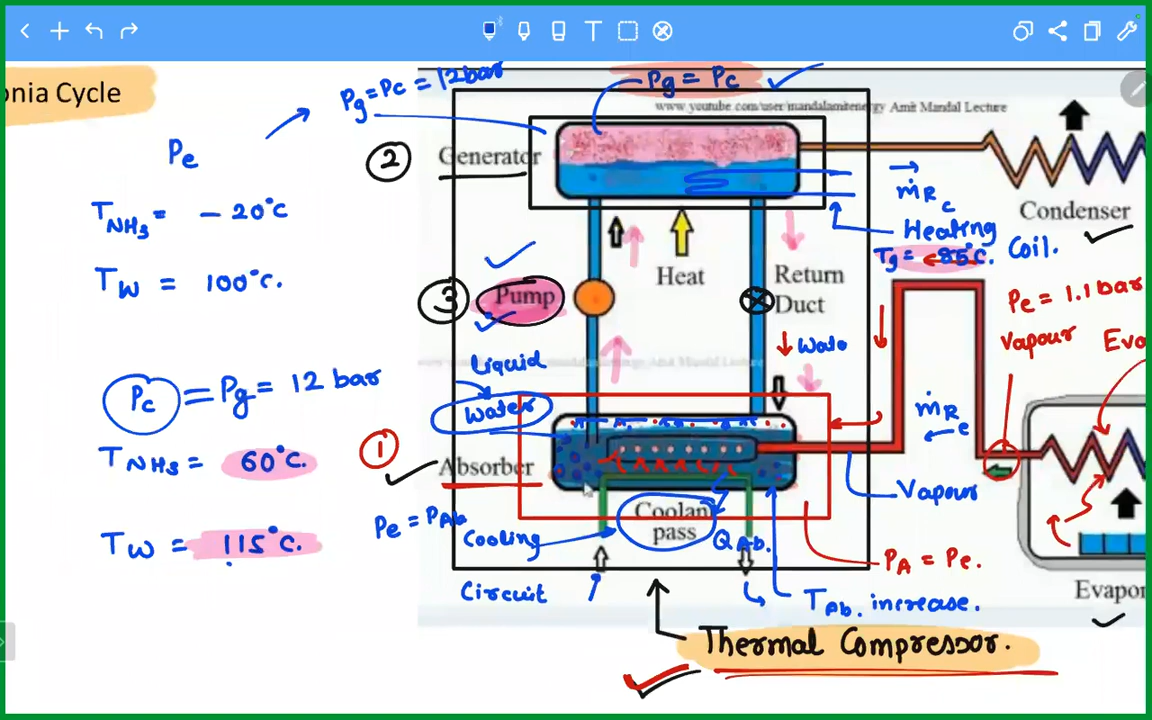 onia Cycle
Pg = Pc = 12 bar
Pg = Pc
www.youtube.com/user/mandalamitenergy Amit Mandal Lecture
Pe
TNH3 = - 20°C
TW = 100°C.
Pc = Pg = 12 bar
TNH3 = 60°C.
TW = 115°C.
2
Generator
ṁRc
Condenser
Heating
Coil.
Tg = 85°C.
Heat
Return
Duct
3
Pump
Pe = 1.1 bar
Vapour
Eva
Liquid
Water
Wate
ṁRe
1
Absorber
Pe = PAb
Cooling
Coolan
pass
QAb.
Vapour
PA = Pe.
Circuit
TAb. increase.
Evapor
Thermal Compressor.